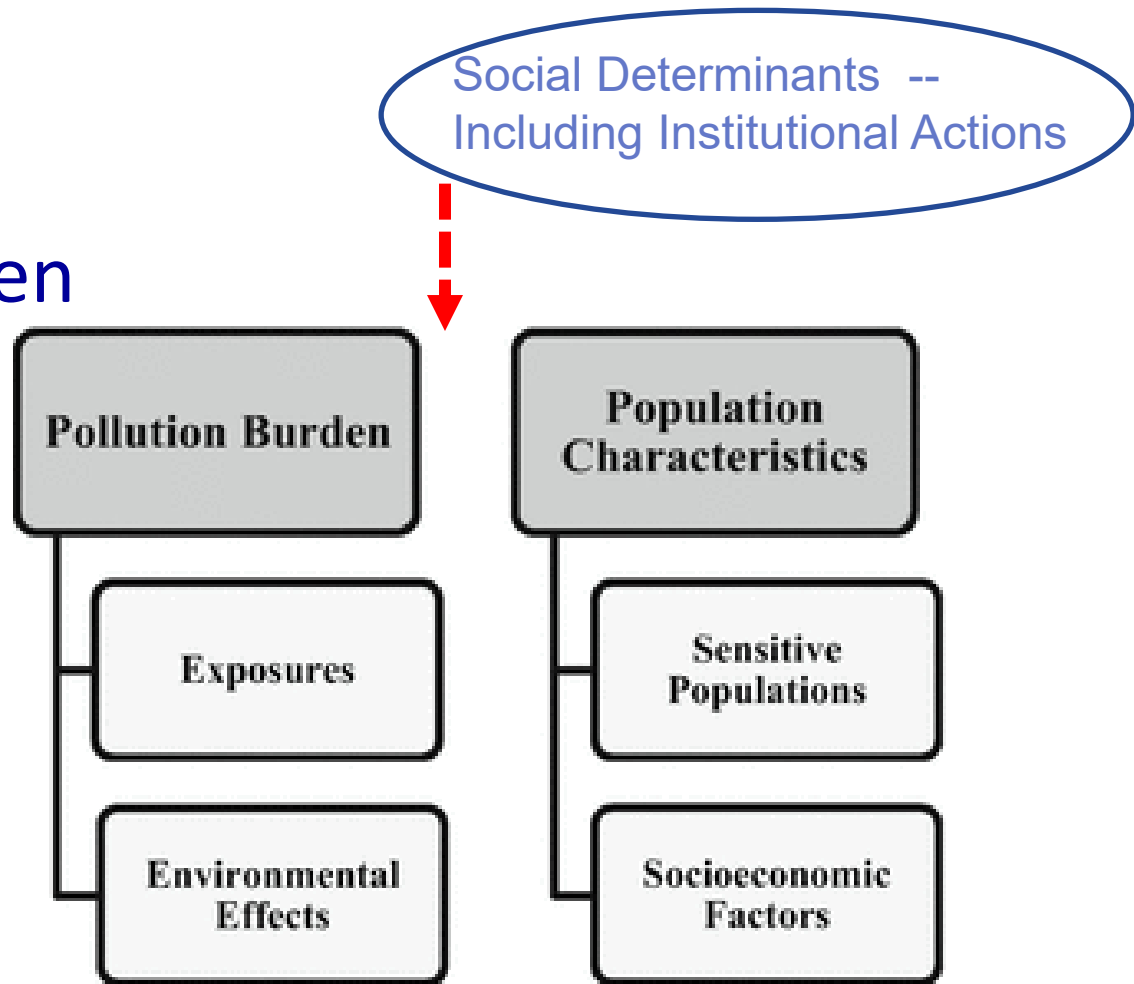 Social Determinants --
Including Institutional Actions
en
Pollution Burden
Population
Characteristics
Exposures
Sensitive
Populations
Environmental
Effects
Socioeconomic
Factors